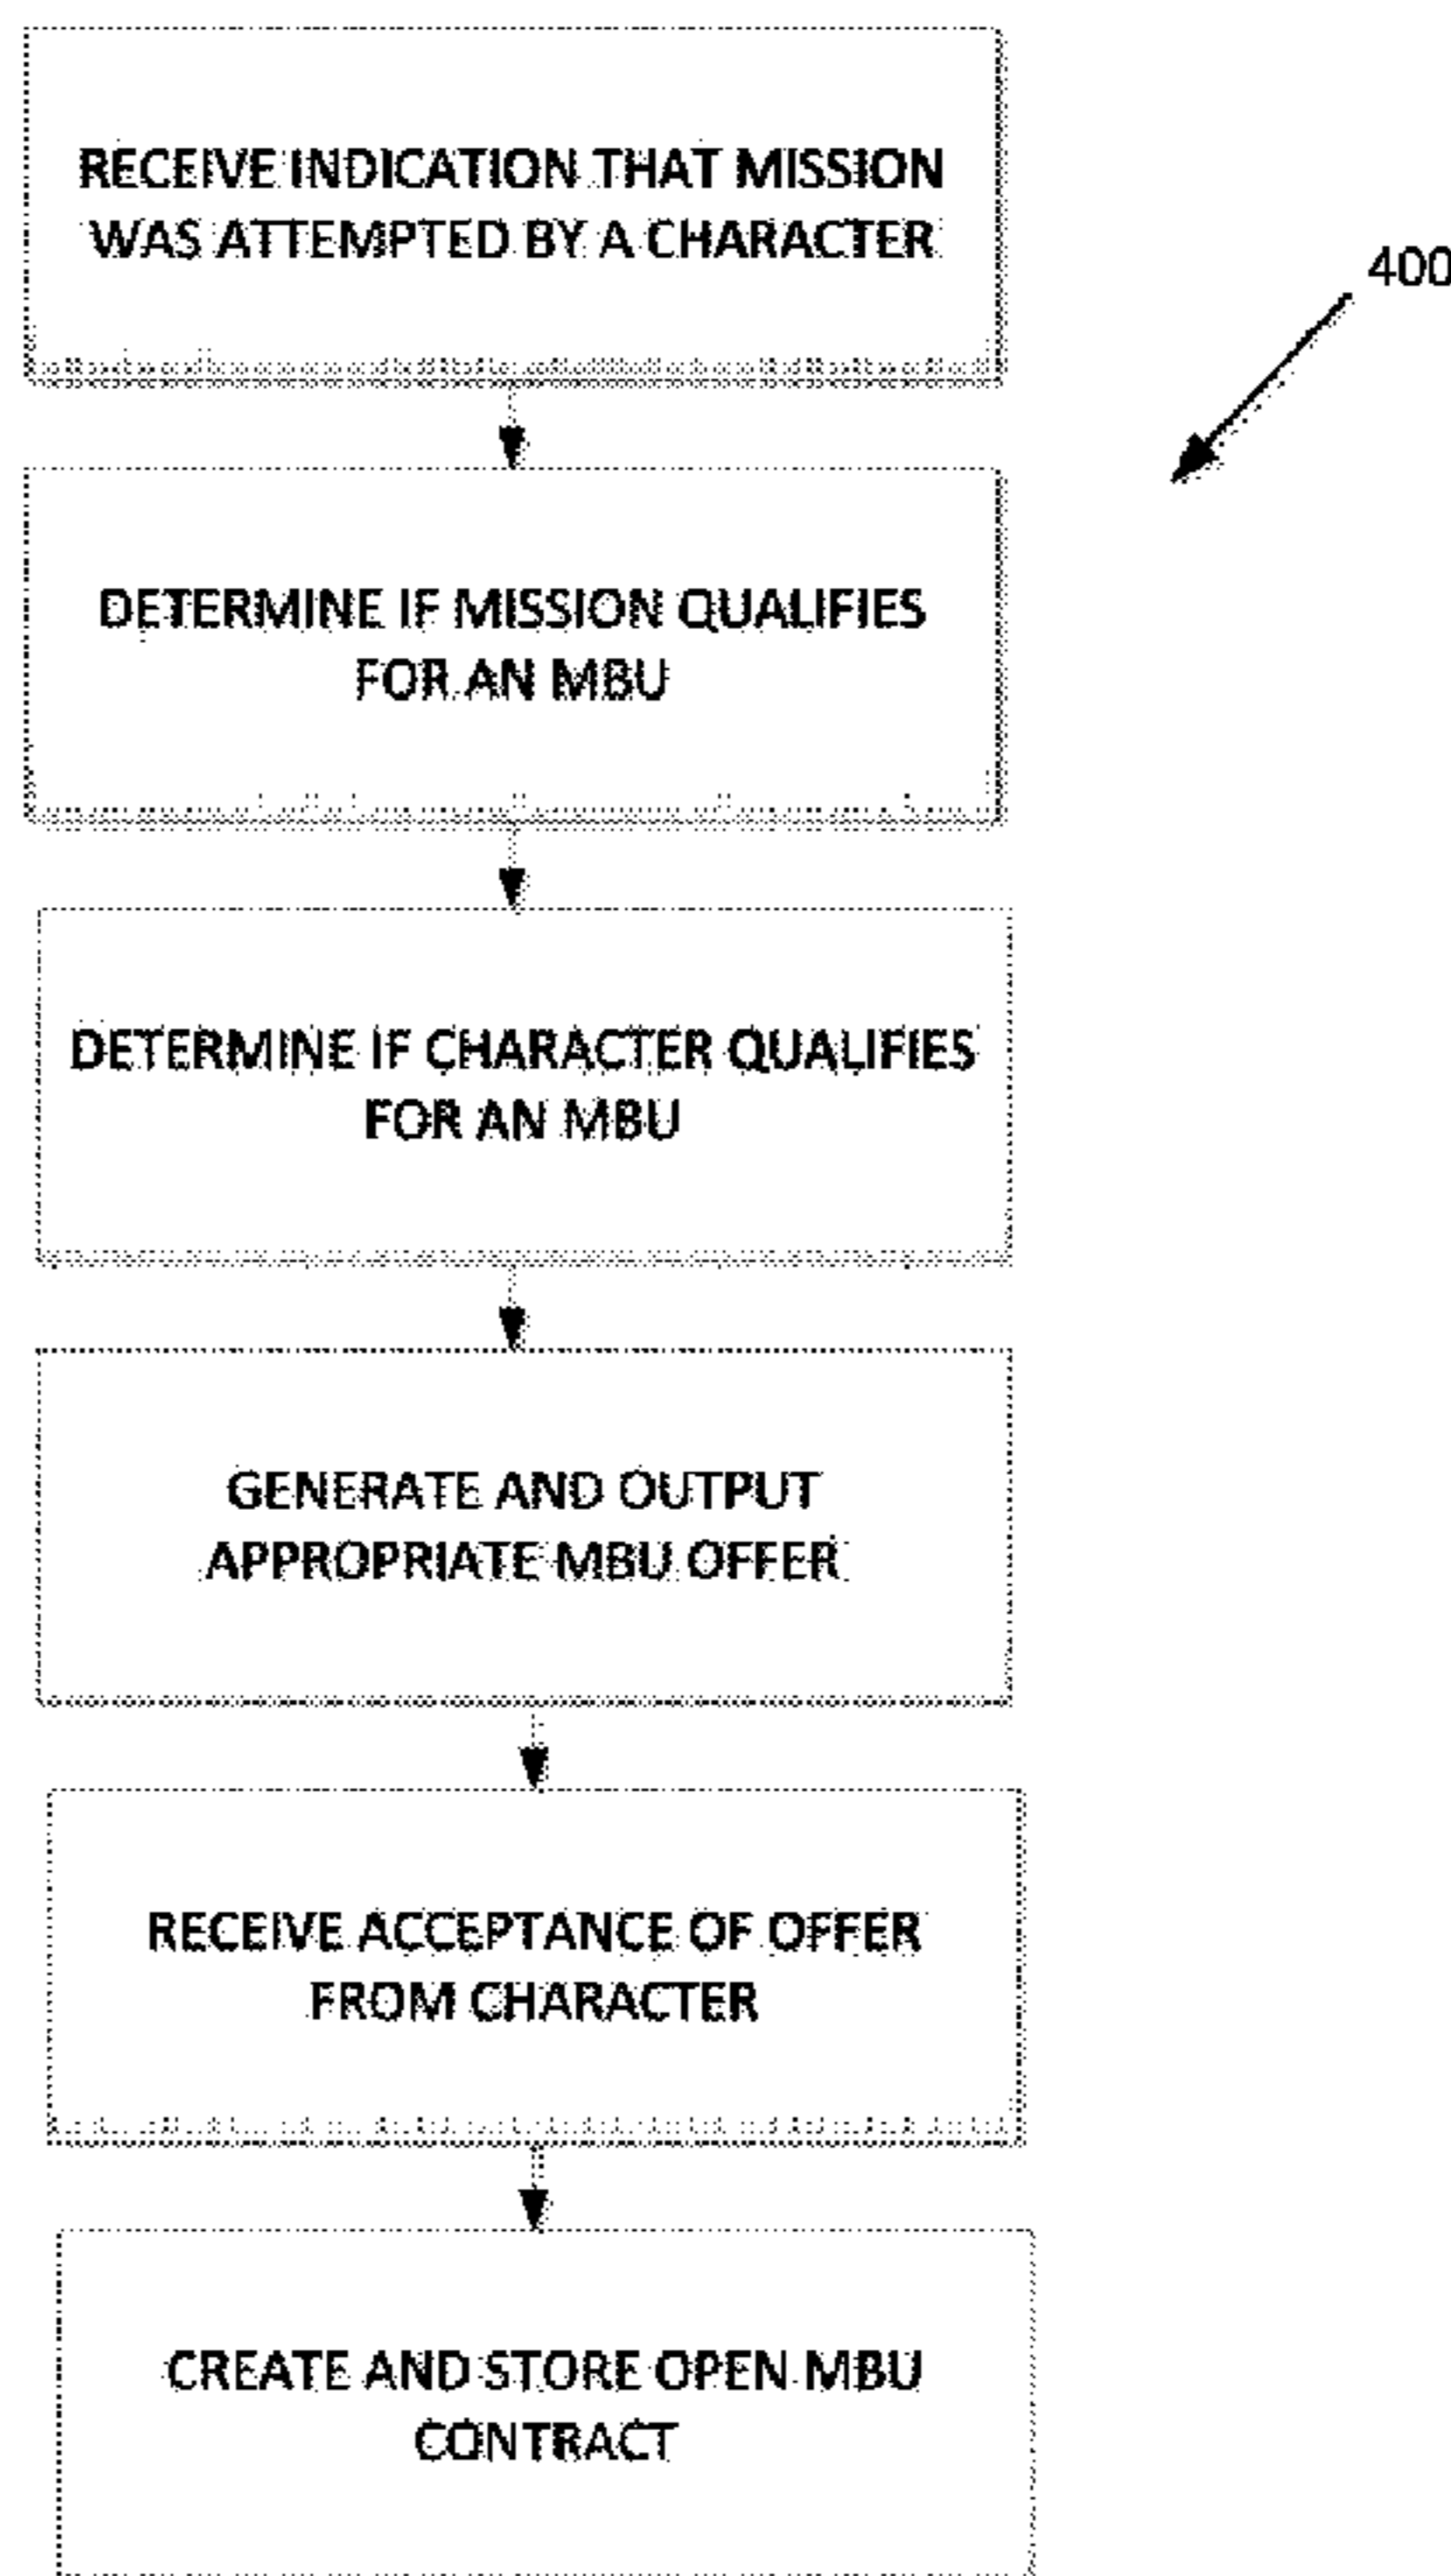 RECEIVE INDICATION THAT MISSION
WAS ATTEMPTED BY A CHARACTER
400
DETERMINE IF MISSION QUALIFIES
FOR AN MBU
DETERMINE IF CHARACTER QUALIFIES
FOR AN MBU
GENERATE AND OUTPUT
APPROPRIATE MBU OFFER
RECEIVE ACCEPTANCE OF OFFER
FROM CHARACTER
CREATE AND STORE OPEN MBU
CONTRACT